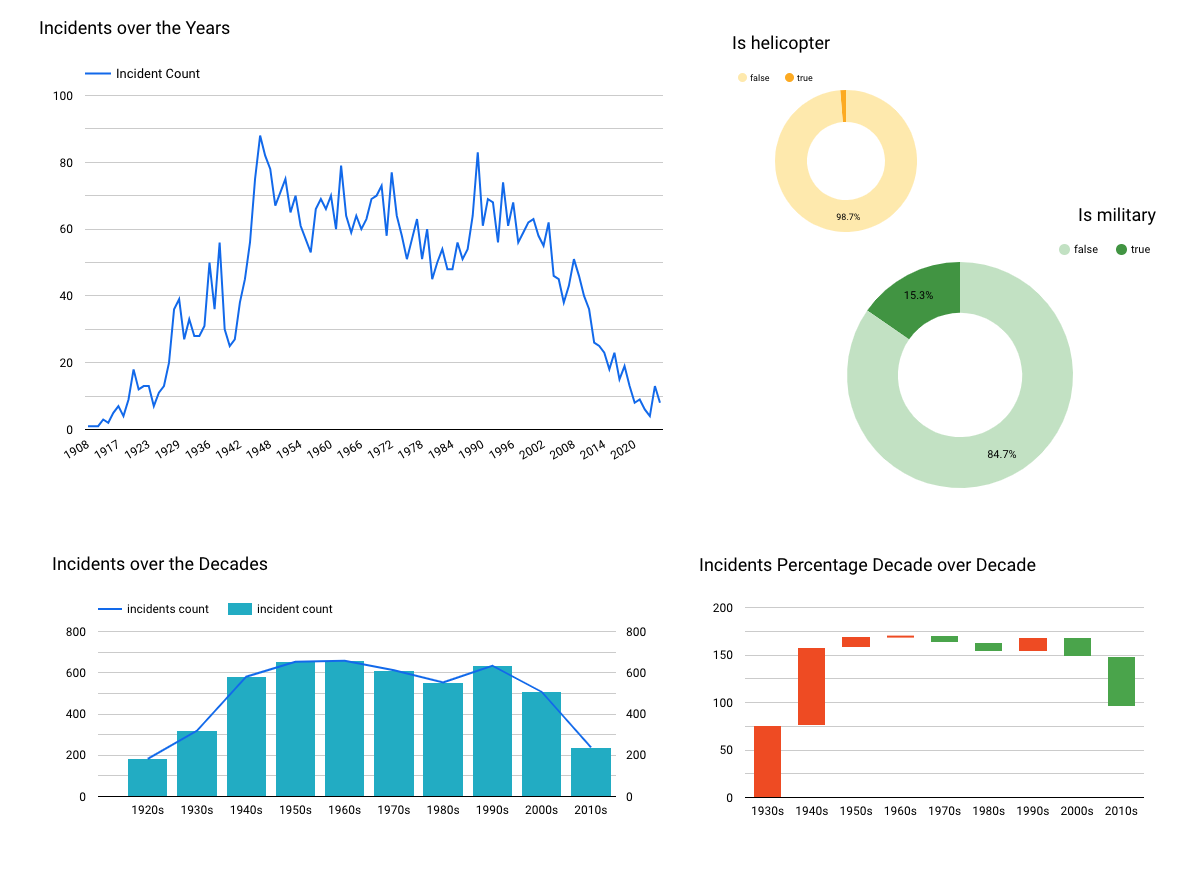 Incidents over the Years
Incident Count
100
80
60
40
20
0
1908 1917 1923 1929 1936 1942 1948 1954 1960 1966 1972 1978 1984 1990 1996 2002 2008 2014 2020
Is helicopter
false true
98.7%
Is military
false true
15.3%
84.7%
Incidents over the Decades
incidents count incident count
800 800
600 600
400 400
200 200
0 0
1920s 1930s 1940s 1950s 1960s 1970s 1980s 1990s 2000s 2010s
Incidents Percentage Decade over Decade
200
150
100
50
0
1930s 1940s 1950s 1960s 1970s 1980s 1990s 2000s 2010s